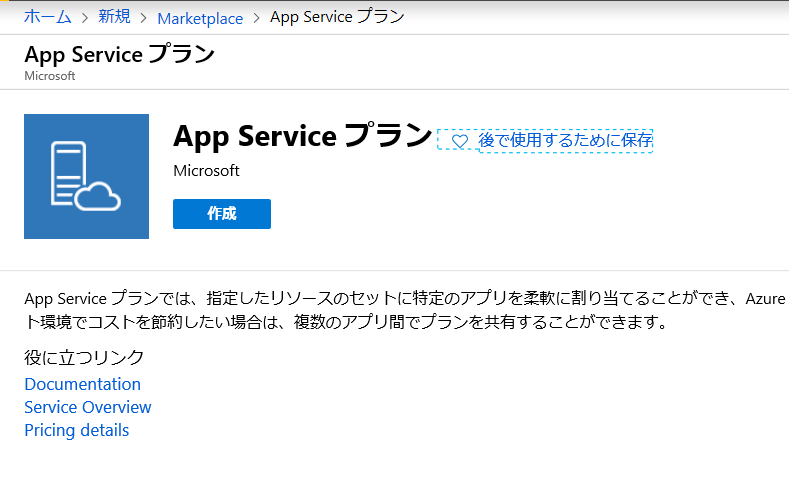 ホーム > 新規 > Marketplace > App Service プラン
App Service プラン
Microsoft
App Service プラン
後で使用するために保存
Microsoft
作成
App Service プランでは、指定したリソースのセットに特定のアプリを柔軟に割り当てることができ、Azure
ト環境でコストを節約したい場合は、複数のアプリ間でプランを共有することができます。
役に立つリンク
Documentation
Service Overview
Pricing details